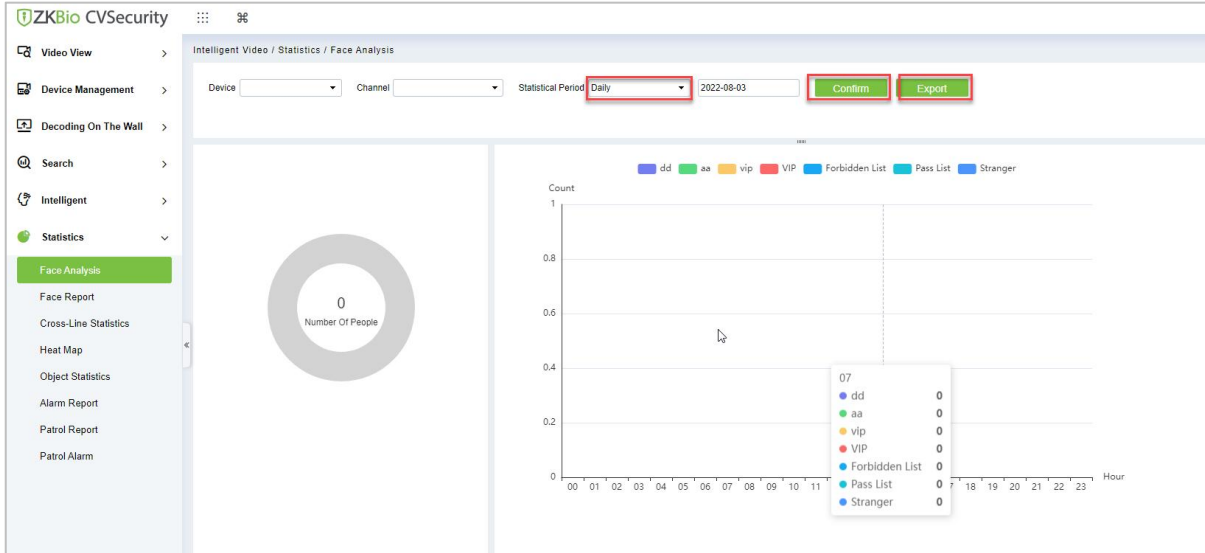 ZKBio CVSecurity
Video View
Device Management
Decoding On The Wall
Search
Intelligent
Statistics
Face Analysis
Face Report
Cross-Line Statistics
Heat Map
Object Statistics
Alarm Report
Patrol Report
Patrol Alarm
Intelligent Video / Statistics / Face Analysis
Device Channel Statistical Period Daily 2022-08-03 Confirm Export
0
Number Of People
dd aa vip VIP Forbidden List Pass List Stranger
Count
1
0.8
0.6
0.4
0.2
0
07
dd 0
aa 0
vip 0
VIP 0
Forbidden List 0
Pass List 0
Stranger 0
00 01 02 03 04 05 06 07 08 09 10 11 18 19 20 21 22 23 Hour